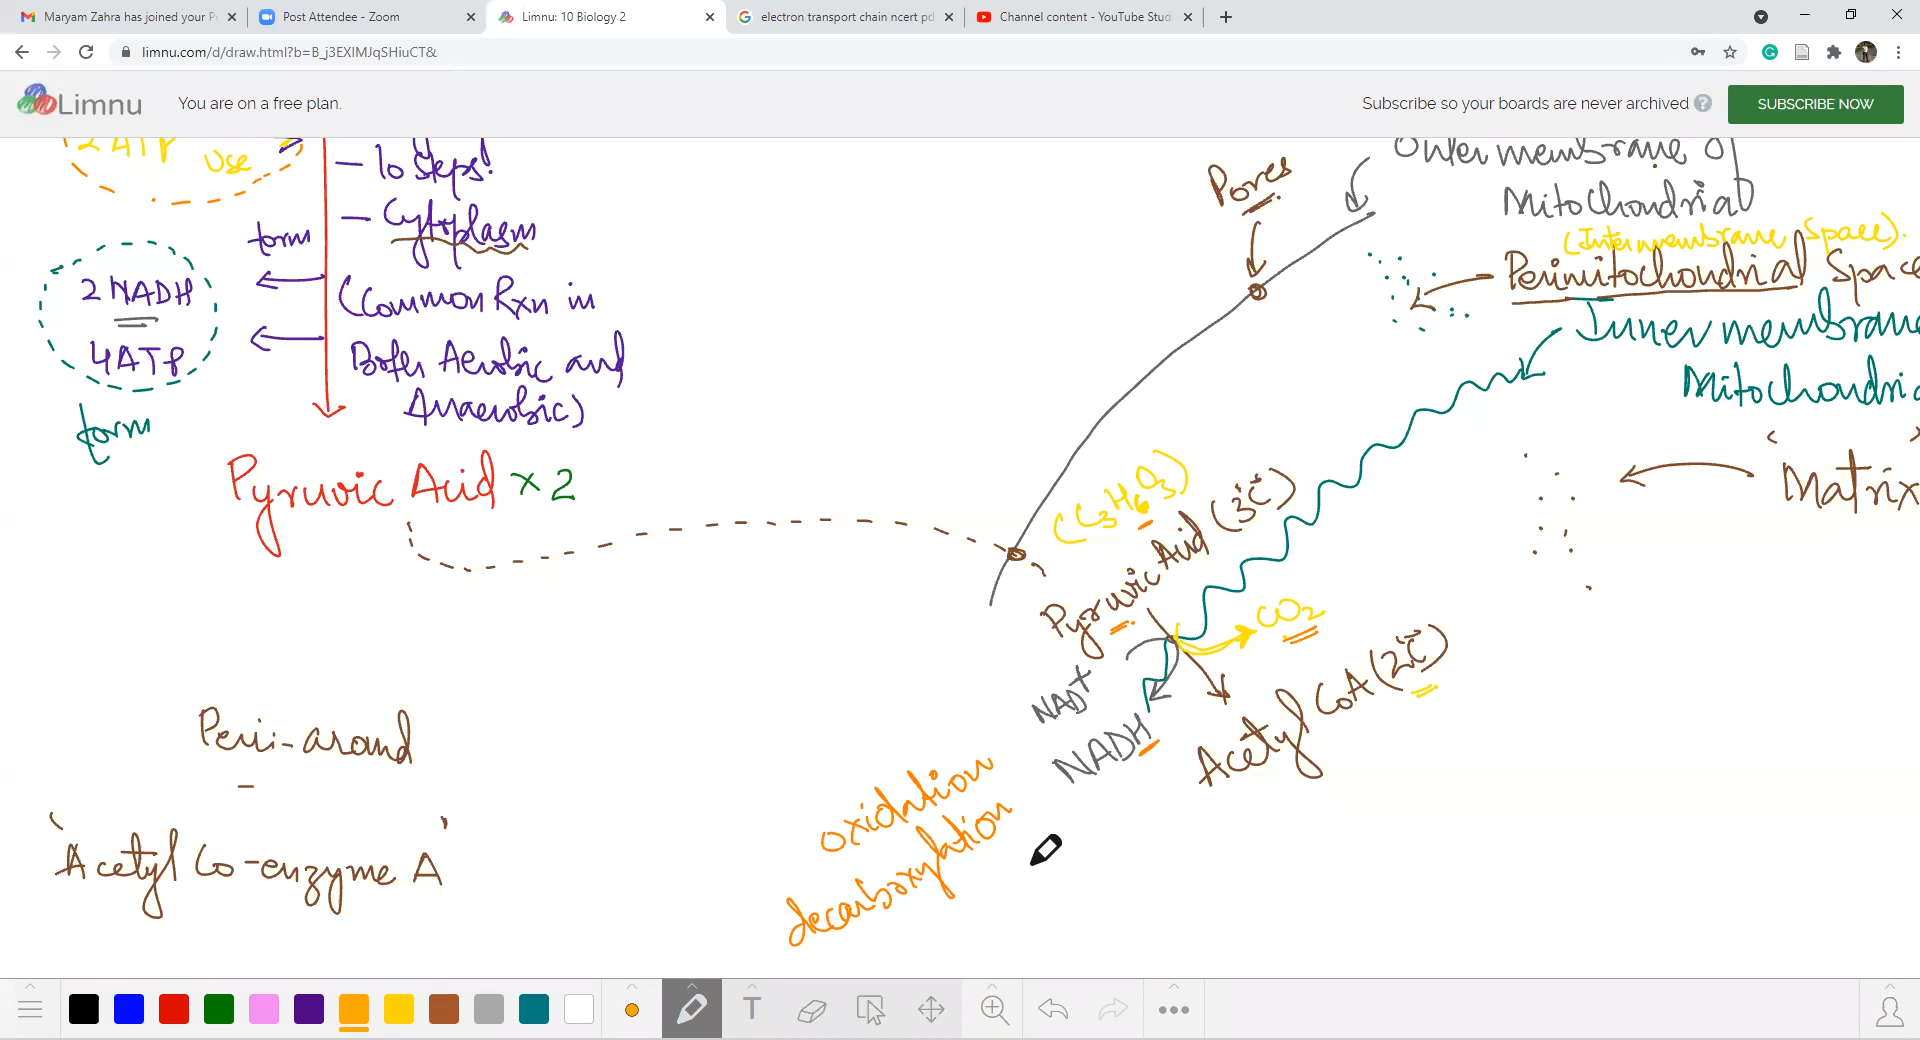 Maryam Zahra has joined your P
Post Attendee - Zoom
Limnu: 10 Biology 2
electron transport chain ncert pd
Channel content - YouTube Stud
limnu.com/d/draw.html?b=B_j3EXIMJqSHiuCT&
Limnu
You are on a free plan.
Subscribe so your boards are never archived ?
SUBSCRIBE NOW
2 ATP
Use
– 10 steps!
– Cytoplasm
form
2 NADH
4ATP
form
(Common Rxn in
Both Aerobic and
Anaerobic)
Pyruvic Acid × 2
Pores
Outer membrane of
Mitochondrial
(Intermembrane Space).
Perimitochondrial Space
Inner membrane
Mitochondria
"Matrix"
(C3H6O3)
Pyruvic Acid (3C)
CO2
NAD+
NADH
Acetyl CoA (2C)
oxidation
decarboxylation
Peri-around
"Acetyl Co-enzyme A"
T